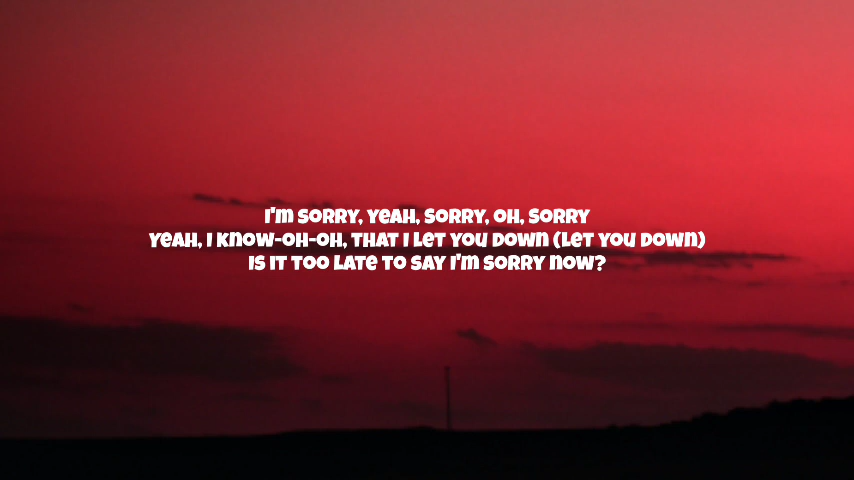 I'm sorry, yeah, sorry, oh, sorry
Yeah, I know-oh-oh, that I let you down (let you down)
Is it too late to say I'm sorry now?